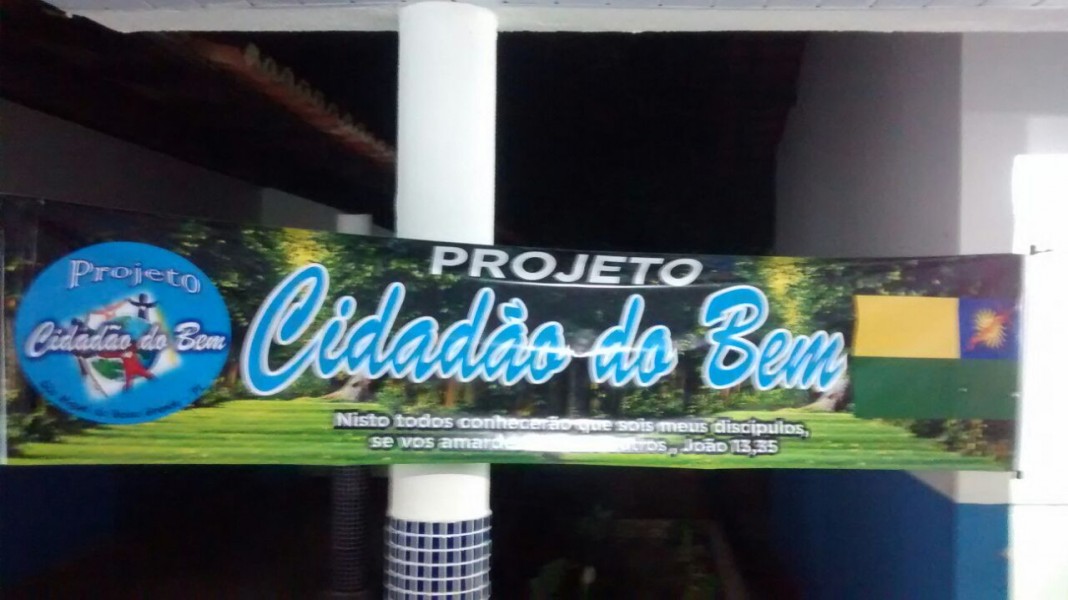 PROJETO
Projeto
Cidadão do Bem
Cidadão do Bem
Nisto todos conhecerão que sois meus discípulos,
se vos João 13,35